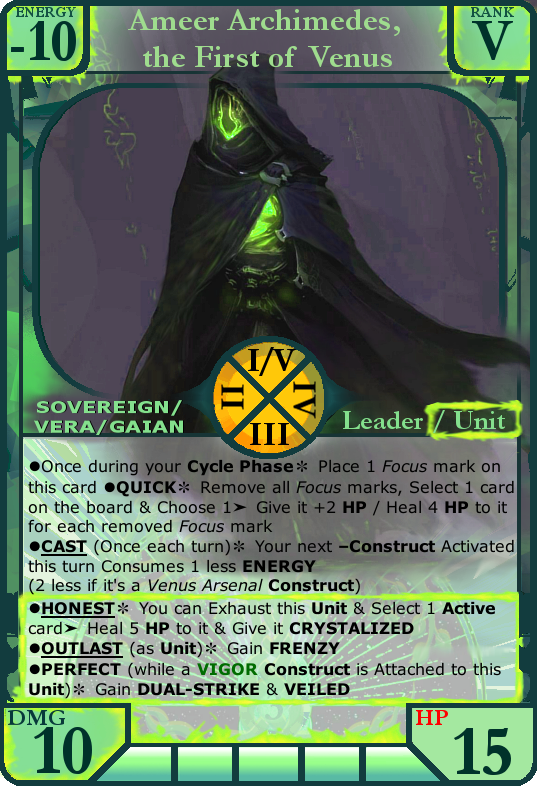 ENERGY
-10
Ameer Archimedes,
the First of Venus
RANK
V
I/V
II
IV
III
SOVEREIGN/
VERA/GAIAN
Leader / Unit
●Once during your Cycle Phase✻ Place 1 Focus mark on
this card ●QUICK✻ Remove all Focus marks, Select 1 card
on the board & Choose 1➤ Give it +2 HP / Heal 4 HP to it
for each removed Focus mark
●CAST (Once each turn)✻ Your next –Construct Activated
this turn Consumes 1 less ENERGY
(2 less if it's a Venus Arsenal Construct)
●HONEST✻ You can Exhaust this Unit & Select 1 Active
card➤ Heal 5 HP to it & Give it CRYSTALIZED
●OUTLAST (as Unit)✻ Gain FRENZY
●PERFECT (while a VIGOR Construct is Attached to this
Unit)✻ Gain DUAL-STRIKE & VEILED
DMG
10
HP
15